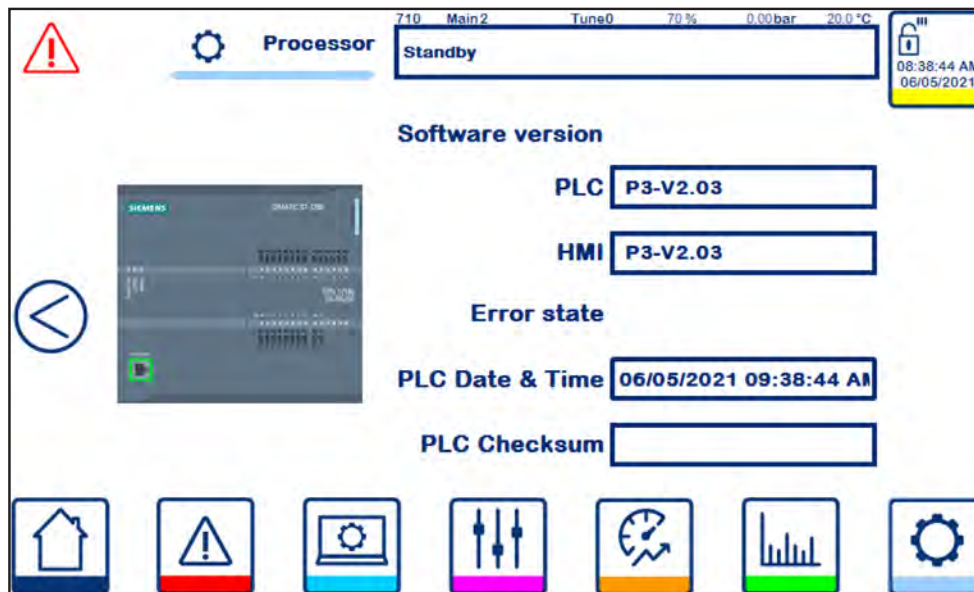 710 Main2 Tune0 70% 0.00bar 20.0 °C
Processor
Standby
08:38:44 AM
06/05/2021
Software version
PLC P3-V2.03
SIEMENS
HMI P3-V2.03
Error state
PLC Date & Time 06/05/2021 09:38:44 AM
PLC Checksum